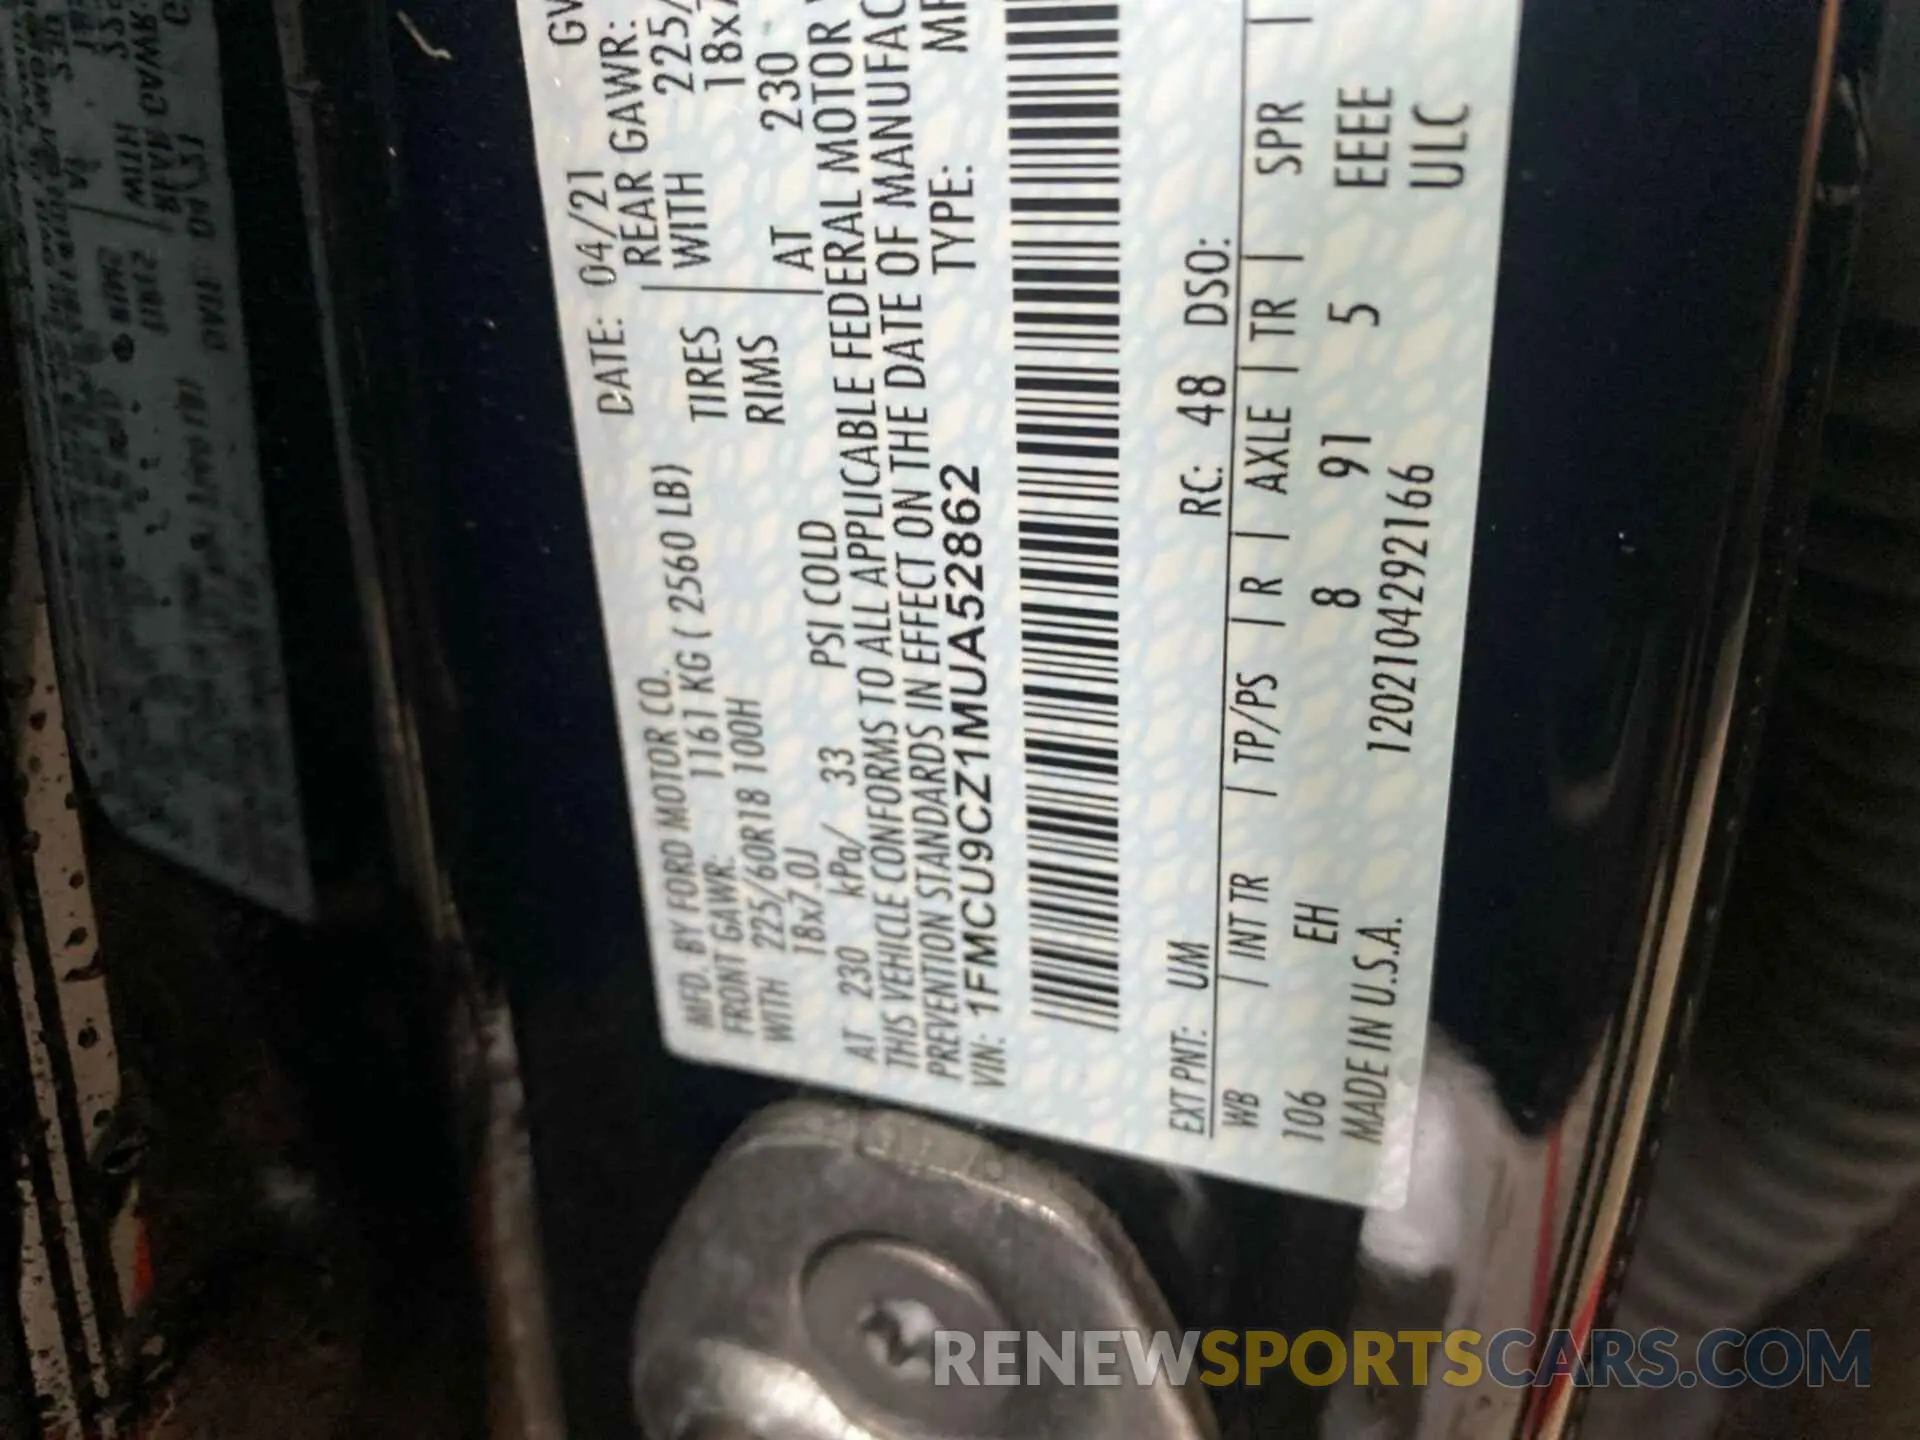 MFD. BY FORD MOTOR CO.
DATE: 04/21
FRONT GAWR: 1161 KG ( 2560 LB)
REAR GAWR:
WITH 225/60R18 100H TIRES WITH
18x7.0J RIMS
AT 230 kPa/ 33 PSI COLD AT 230
THIS VEHICLE CONFORMS TO ALL APPLICABLE FEDERAL MOTOR
PREVENTION STANDARDS IN EFFECT ON THE DATE OF
VIN: 1FMCU9CZ1MUA52862 TYPE:
EXT PNT: UM RC: 48 DSO:
WB | INT TR | TP/PS | R | AXLE | TR | SPR |
106 EH 8 8 91 5 EEEE
MADE IN U.S.A. 120210429 2166 ULC
RENEWSPORTSCARS.COM